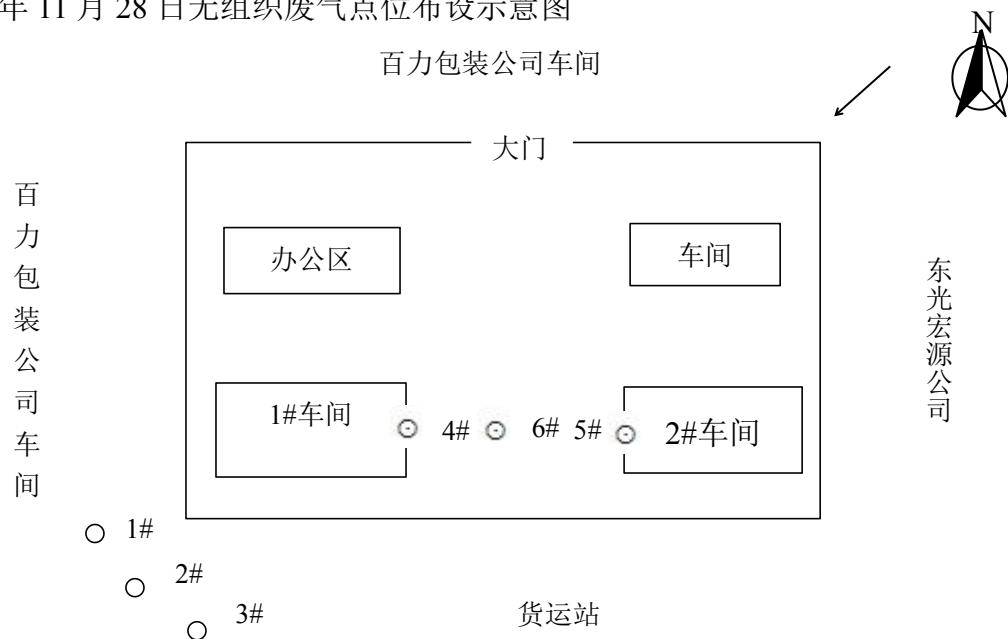 年 11 月 28 日无组织废气点位布设示意图
N
百力包装公司车间
大门
百力包装公司车间
办公区
车间
东光宏源公司
1#车间
4#
6#
5#
2#车间
1#
2#
3#
货运站